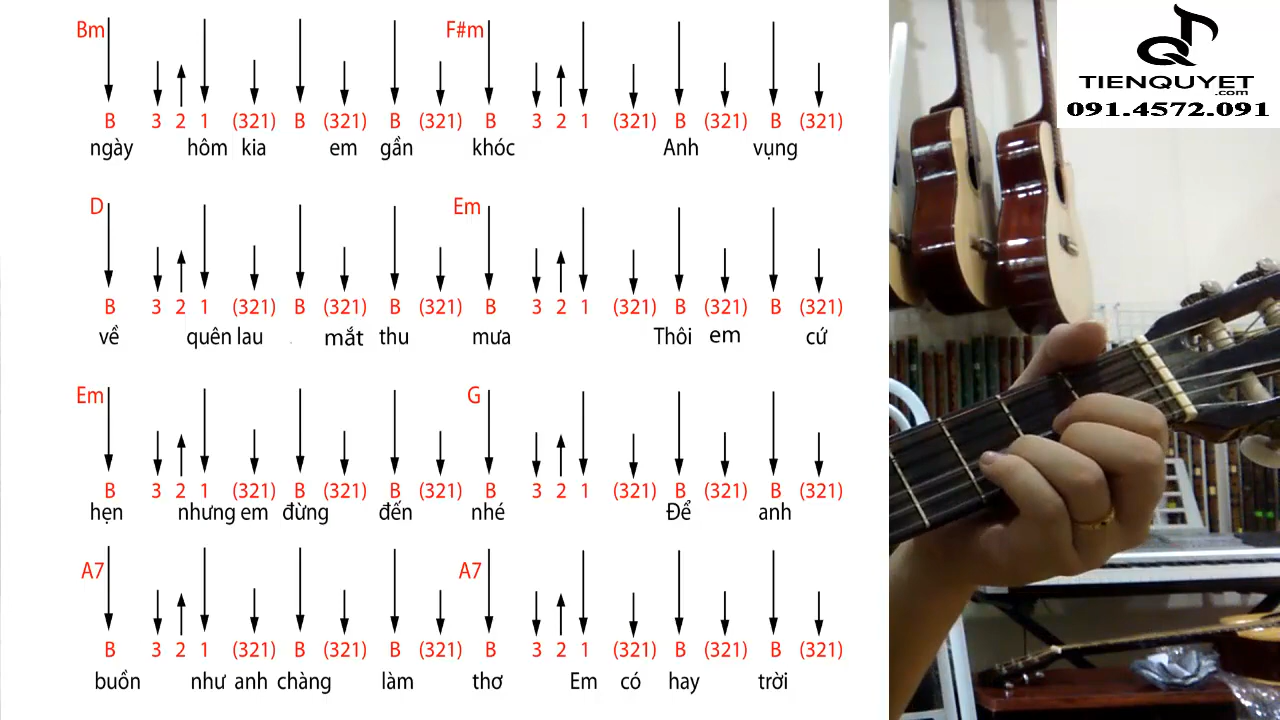 Bm F#m
B 3 2 1 (321) B (321) B (321) B 3 2 1 (321) B (321) B (321)
ngày hôm kia em gần khóc Anh vụng
D Em
B 3 2 1 (321) B (321) B (321) B 3 2 1 (321) B (321) B (321)
về quên lau mắt thu mưa Thôi em cứ
Em G
B 3 2 1 (321) B (321) B (321) B 3 2 1 (321) B (321) B (321)
hẹn nhưng em đừng đến nhé Để anh
A7 A7
B 3 2 1 (321) B (321) B (321) B 3 2 1 (321) B (321) B (321)
buồn như anh chàng làm thơ Em có hay trời
TIENQUYET
.com
091.4572.091